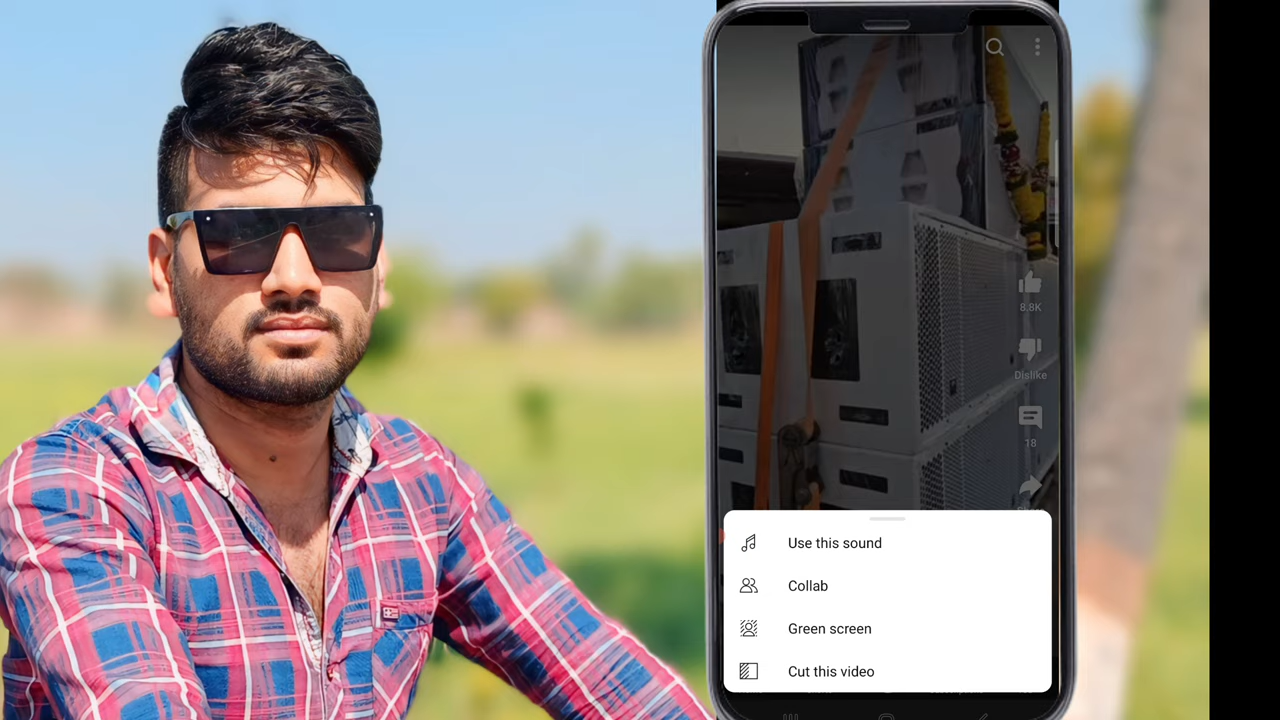 8.8K
Dislike
18
Use this sound
Collab
Green screen
Cut this video